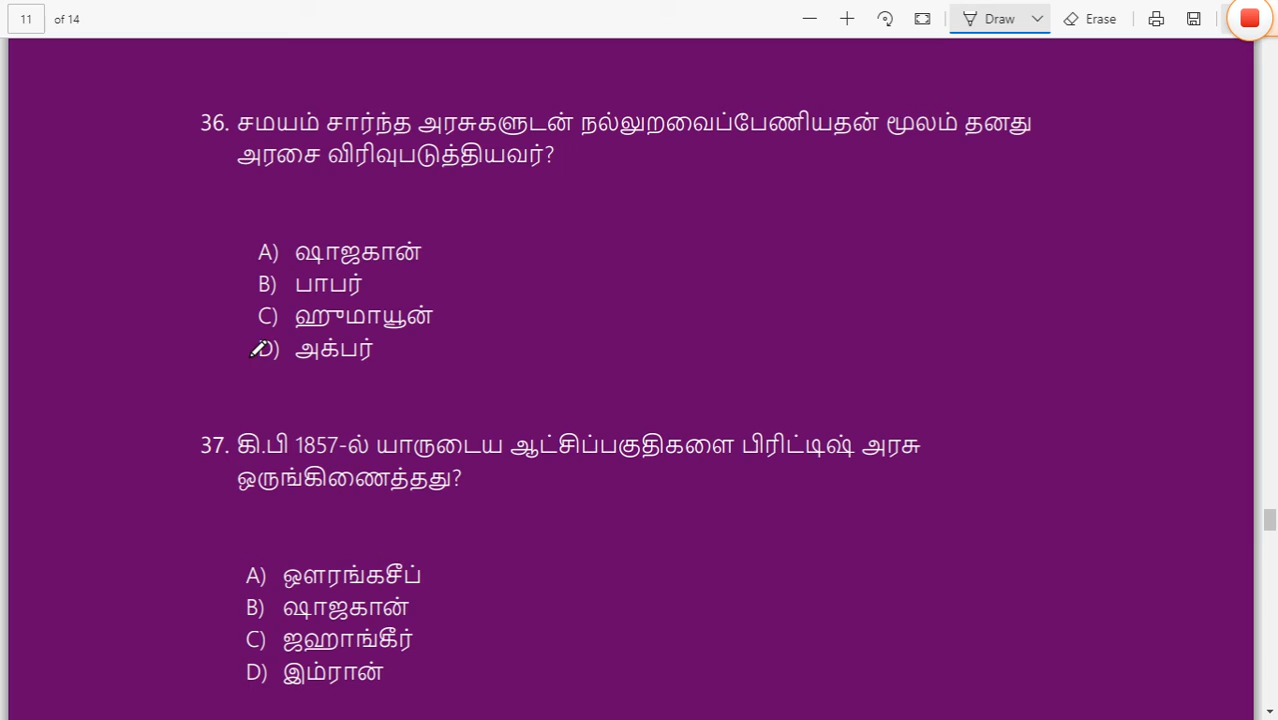 11 of 14 Draw Erase
36. சமயம் சார்ந்த அரசுகளுடன் நல்லுறவைப்பேணியதன் மூலம் தனது
அரசை விரிவுபடுத்தியவர்?
A) ஷாஜகான்
B) பாபர்
C) ஹுமாயூன்
D) அக்பர்
37. கி.பி 1857-ல் யாருடைய ஆட்சிப்பகுதிகளை பிரிட்டிஷ் அரசு
ஒருங்கிணைத்தது?
A) ஔரங்கசீப்
B) ஷாஜகான்
C) ஜஹாங்கீர்
D) இம்ரான்